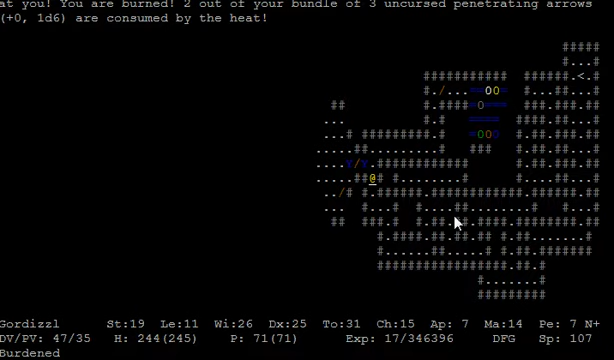 at you! You are burned! 2 out of your bundle of 3 uncursed penetrating arrows
(+0, 1d6) are consumed by the heat!
Gordizzl St:19 Le:11 Wi:26 Dx:25 To:31 Ch:15 Ap: 7 Ma:14 Pe: 7 N+
DV/PV: 47/35 H: 244(245) P: 71(71) Exp: 17/346396 DFG Sp: 107
Burdened